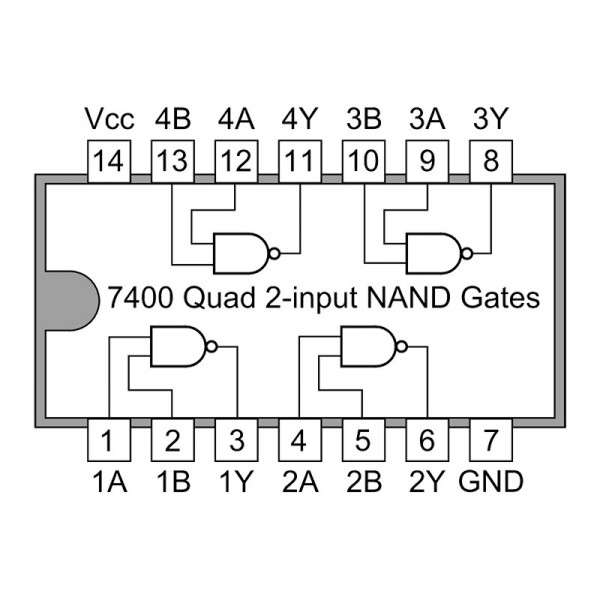 Vcc 4B 4A 4Y 3B 3A 3Y
14 13 12 11 10 9 8
7400 Quad 2-input NAND Gates
1 2 3 4 5 6 7
1A 1B 1Y 2A 2B 2Y GND